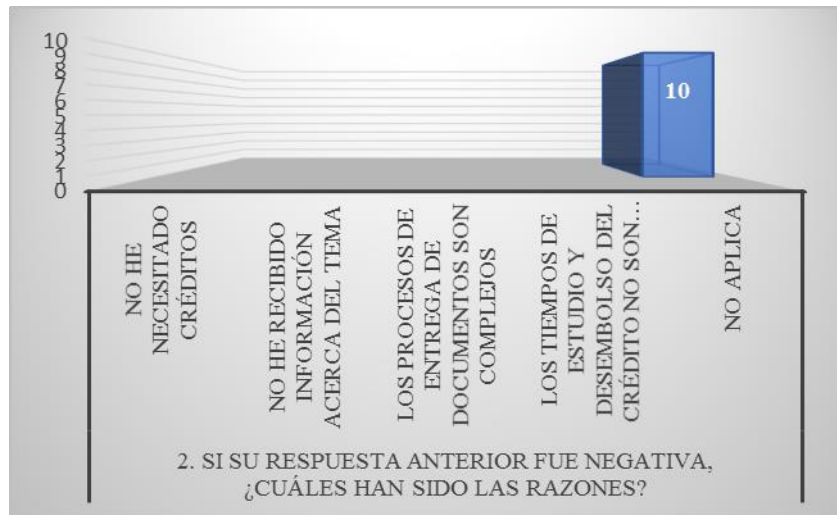 10
9
8
7
6
5
4
3
2
1
0
10
NO HE
NECESITADO
CRÉDITOS
NO HE RECIBIDO
INFORMACIÓN
ACERCA DEL TEMA
LOS PROCESOS DE
ENTREGA DE
DOCUMENTOS SON
COMPLEJOS
LOS TIEMPOS DE
ESTUDIO Y
DESEMBOLSO DEL
CRÉDITO NO SON…
NO APLICA
2. SI SU RESPUESTA ANTERIOR FUE NEGATIVA,
¿CUÁLES HAN SIDO LAS RAZONES?